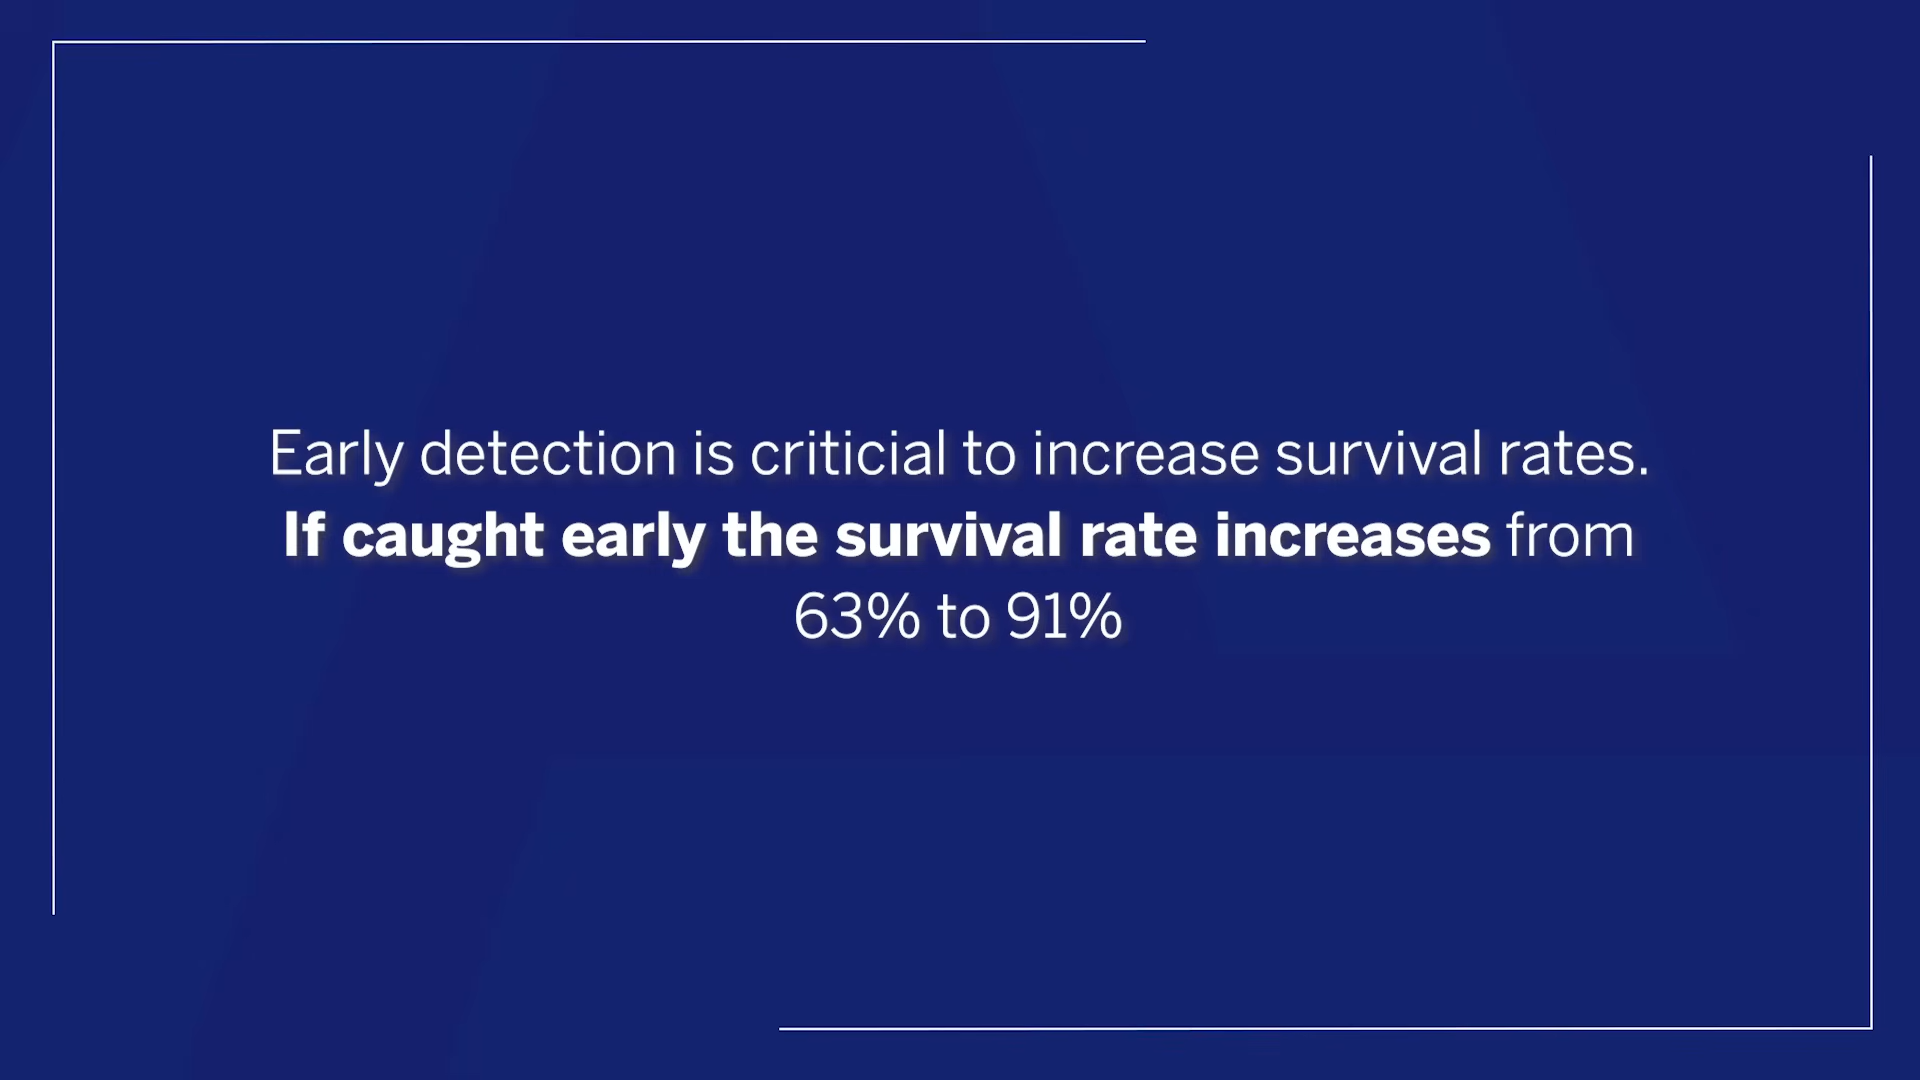 Early detection is criticial to increase survival rates.
If caught early the survival rate increases from
63% to 91%